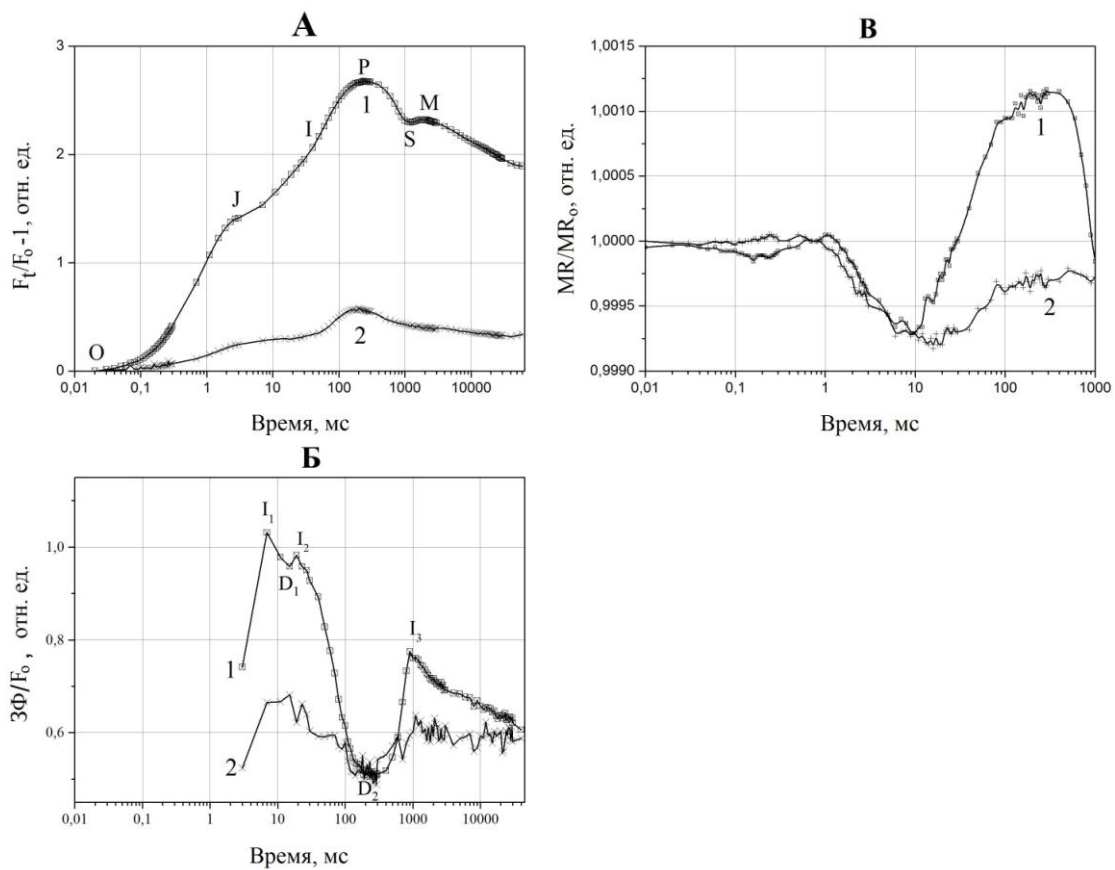 А
3
2
1
0
F_t/F_o-1, отн. ед.
O
J
I
P
1
S
M
2
0,01 0,1 1 10 100 1000 10000
Время, мс
В
1,0015
1,0010
1,0005
1,0000
0,9995
0,9990
MR/MR_o, отн. ед.
1
2
0,01 0,1 1 10 100 1000
Время, мс
Б
1,0
0,8
0,6
ЗФ/F_o, отн. ед.
I_1
I_2
D_1
I_3
1
2
D_2
0,01 0,1 1 10 100 1000 10000
Время, мс